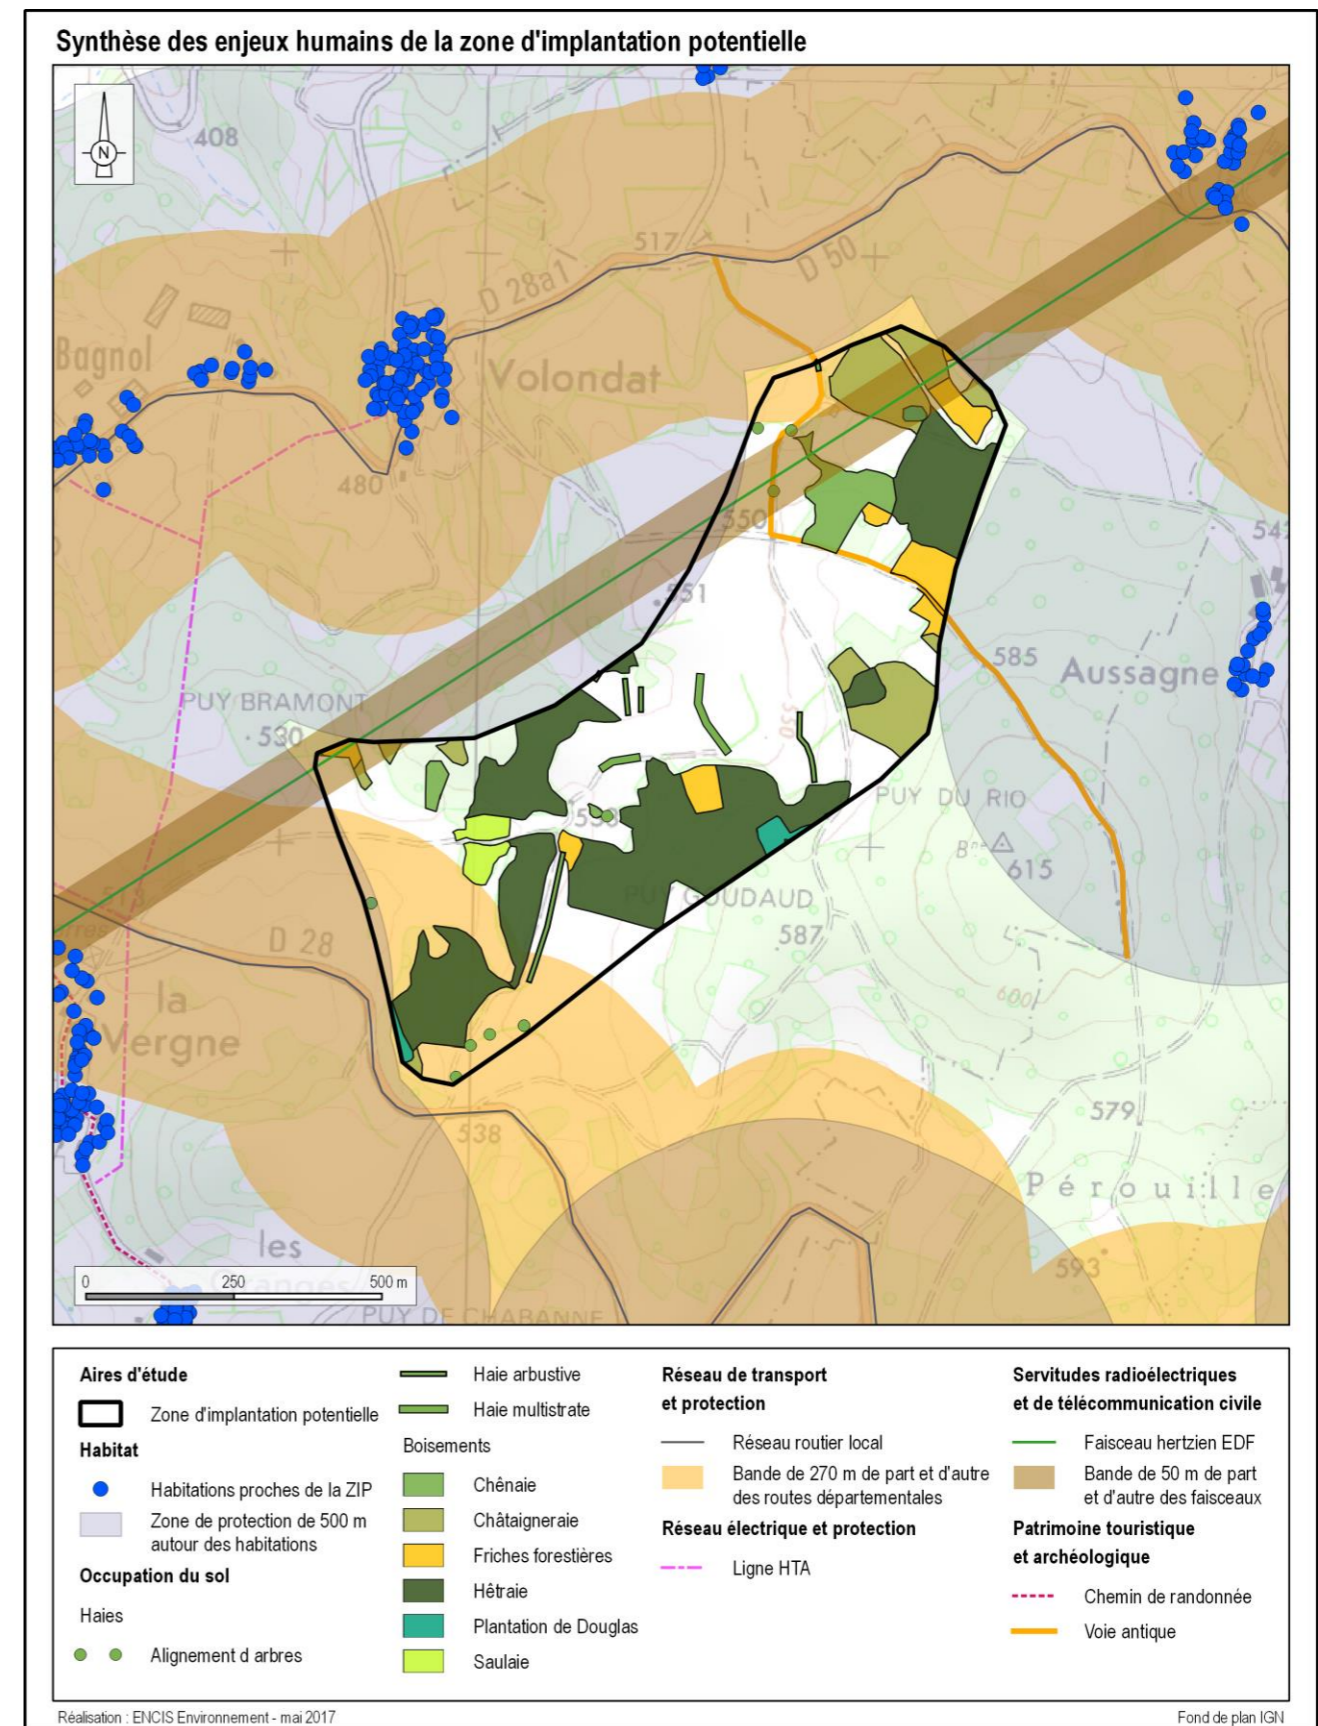 Synthèse des enjeux humains de la zone d'implantation potentielle
N
408
517
D 50
D 28a1
Bagnol
Volondat
480
550
551
542
585
Aussagne
PUY BRAMONT
530
550
PUY DU RIO
Bne
615
558
513
PUY GOUDAUD
587
D 28
la
Vergne
600
579
538
Pérouille
les
Granges
593
0 250 500 m
PUY DE CHABANNE
Aires d'étude
Zone d'implantation potentielle
Habitat
Habitations proches de la ZIP
Zone de protection de 500 m
autour des habitations
Occupation du sol
Haies
Alignement d arbres
Haie arbustive
Haie multistrate
Boisements
Chênaie
Châtaigneraie
Friches forestières
Hêtraie
Plantation de Douglas
Saulaie
Réseau de transport
et protection
Réseau routier local
Bande de 270 m de part et d'autre
des routes départementales
Réseau électrique et protection
Ligne HTA
Servitudes radioélectriques
et de télécommunication civile
Faisceau hertzien EDF
Bande de 50 m de part
et d'autre des faisceaux
Patrimoine touristique
et archéologique
Chemin de randonnée
Voie antique
Réalisation : ENCIS Environnement - mai 2017
Fond de plan IGN